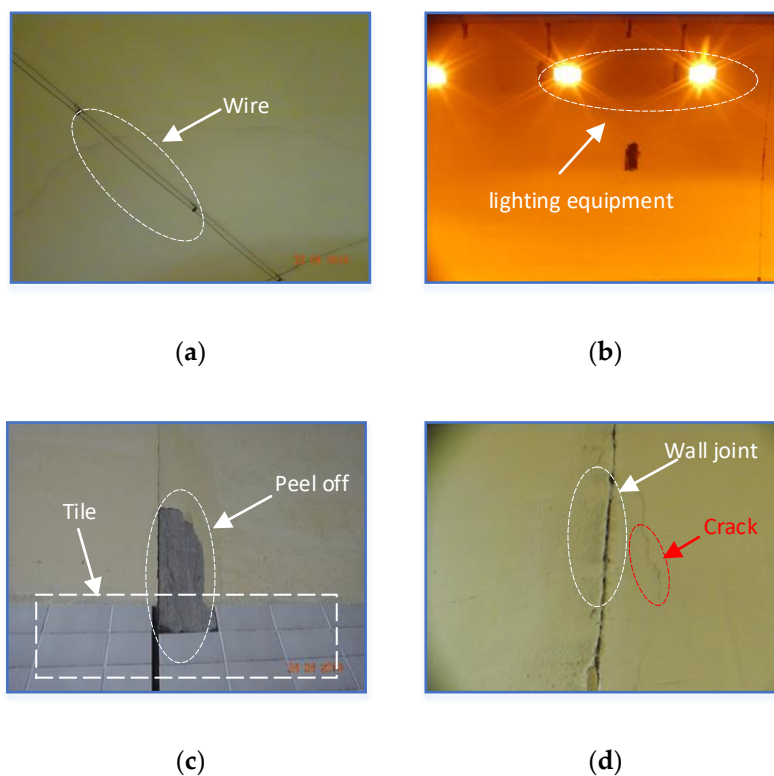 Wire
lighting equipment
(a)
(b)
Peel off
Tile
Wall joint
Crack
(c)
(d)